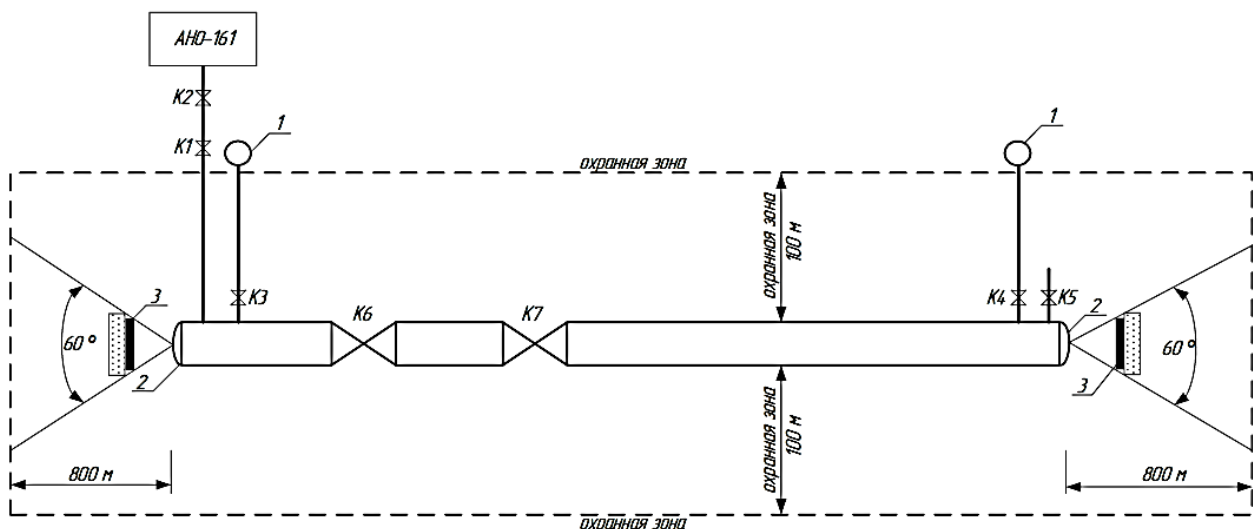 АНО-161
К2
К1
1
1
охранная зона
охранная зона
100 м
3
К3
К6
К7
К4
К5
2
60°
60°
2
3
охранная зона
100 м
800 м
800 м
охранная зона